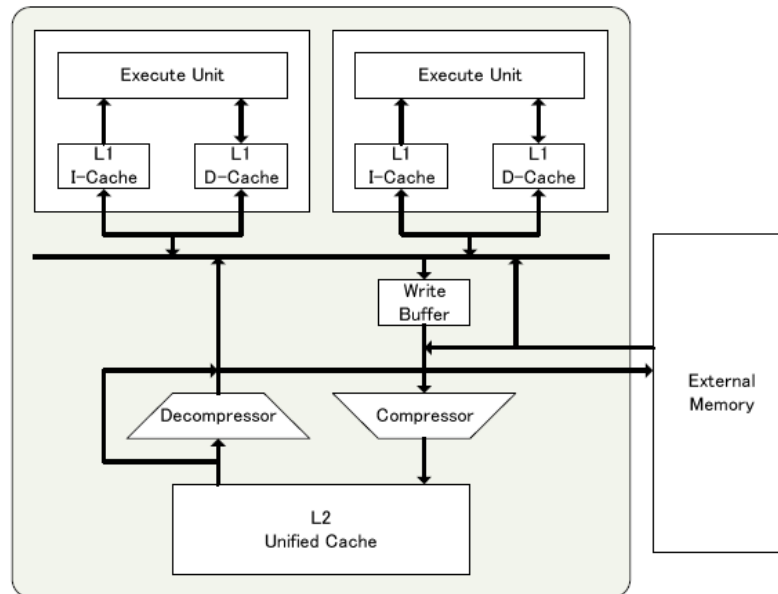 Execute Unit
Execute Unit
L1
I-Cache
L1
D-Cache
L1
I-Cache
L1
D-Cache
Write
Buffer
External
Memory
Decompressor
Compressor
L2
Unified Cache